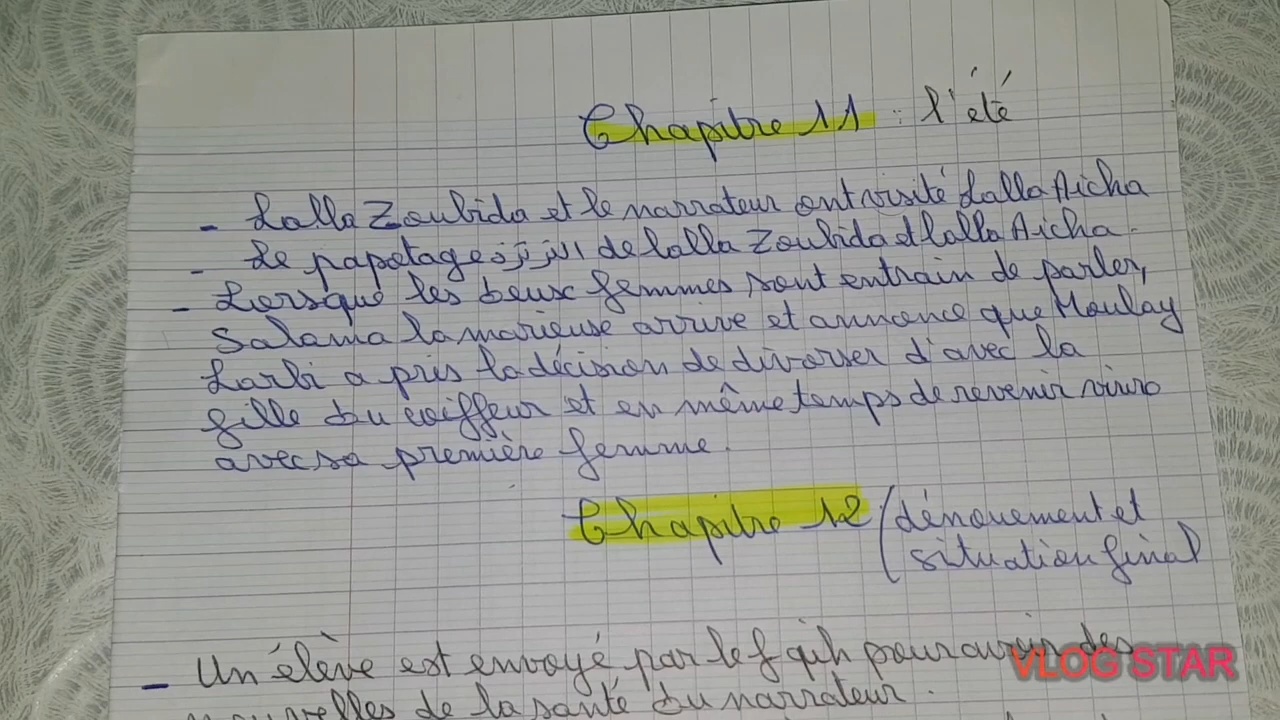 Chapitre 11 : l'été
- Lalla Zoubida et le narrateur ont visité Lalla Aicha
- Le papotage الثرثرة de lalla Zoubida et lalla Aicha.
- Lorsque les deux femmes sont entrain de parler,
Salama la marieuse arrive et annonce que Moulay
Larbi a pris la décision de divorser d'avec la
fille du coiffeur et en même temps de revenir vivre
avec sa première femme.
Chapitre 12 / dénouement et
situation final
- Un élève est envoyé par le fqih pour avoir des
nouvelles de la santé du narrateur.
VLOG STAR